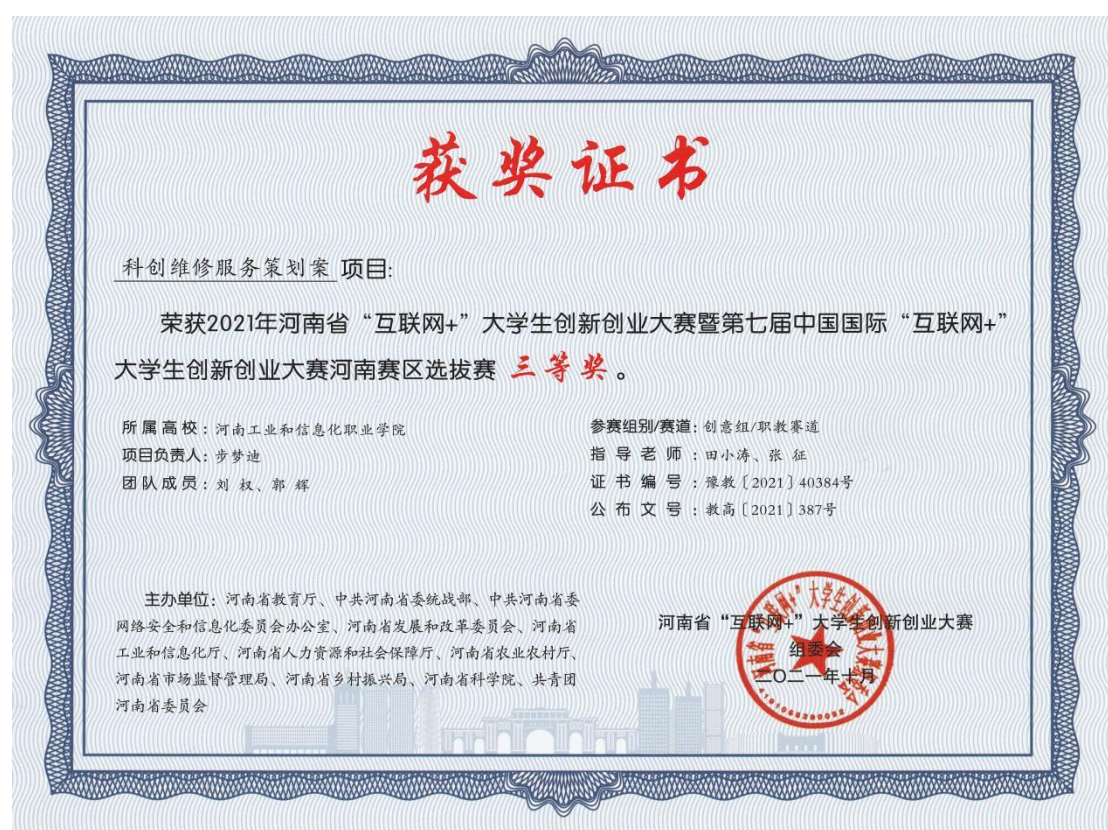 获奖证书
科创维修服务策划案 项目:
荣获2021年河南省“互联网+”大学生创新创业大赛暨第七届中国国际“互联网+”
大学生创新创业大赛河南赛区选拔赛 三等奖。
所属高校：河南工业和信息化职业学院
项目负责人：步梦迪
团队成员：刘权、郭辉
参赛组别/赛道：创意组/职教赛道
指导老师：田小涛、张征
证书编号：豫教〔2021〕40384号
公布文号：教高〔2021〕387号
主办单位：河南省教育厅、中共河南省委统战部、中共河南省委
网络安全和信息化委员会办公室、河南省发展和改革委员会、河南省
工业和信息化厅、河南省人力资源和社会保障厅、河南省农业农村厅、
河南省市场监督管理局、河南省乡村振兴局、河南省科学院、共青团
河南省委员会
河南省“互联网+”大学生创新创业大赛
组委会
二〇二一年十月